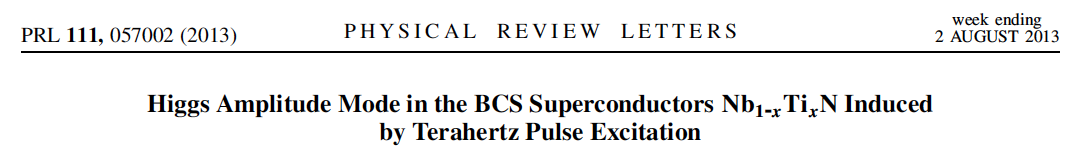 PRL 111, 057002 (2013)
PHYSICAL REVIEW LETTERS
week ending
2 AUGUST 2013
Higgs Amplitude Mode in the BCS Superconductors Nb1-xTixN Induced
by Terahertz Pulse Excitation